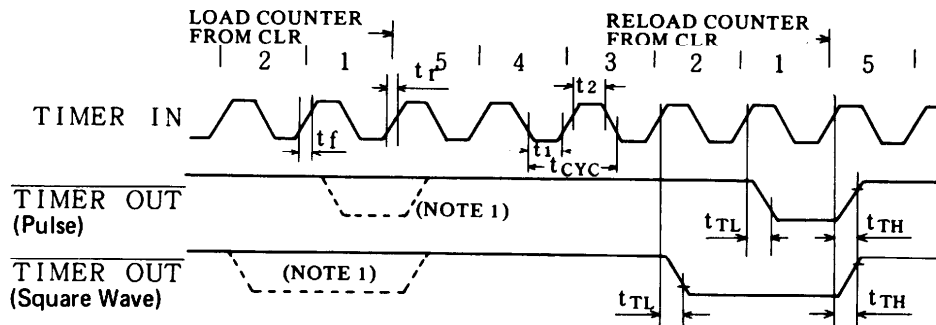 LOAD COUNTER
FROM CLR
RELOAD COUNTER
FROM CLR
2 1 5 4 3 2 1 5
TIMER IN
tr
tf
t2
t1
tCYC
TIMER OUT
(Pulse)
(NOTE 1)
tTL
tTH
TIMER OUT
(Square Wave)
(NOTE 1)
tTL
tTH